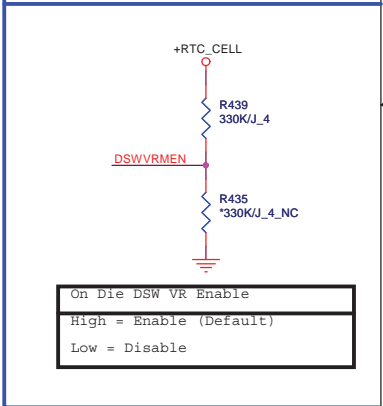 +RTC_CELL
R439
330K/J_4
DSWVRMEN
R435
*330K/J_4_NC
On Die DSW VR Enable
High = Enable (Default)
Low = Disable